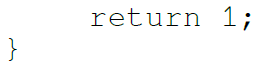 return 1;
}